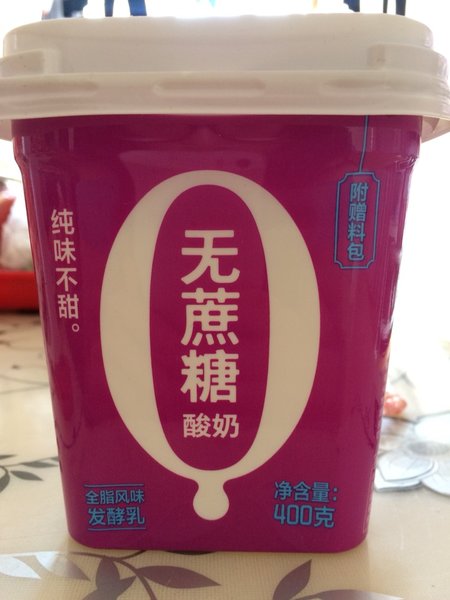 附赠料包
纯味不甜。
无蔗糖
酸奶
全脂风味
发酵乳
净含量：
400克